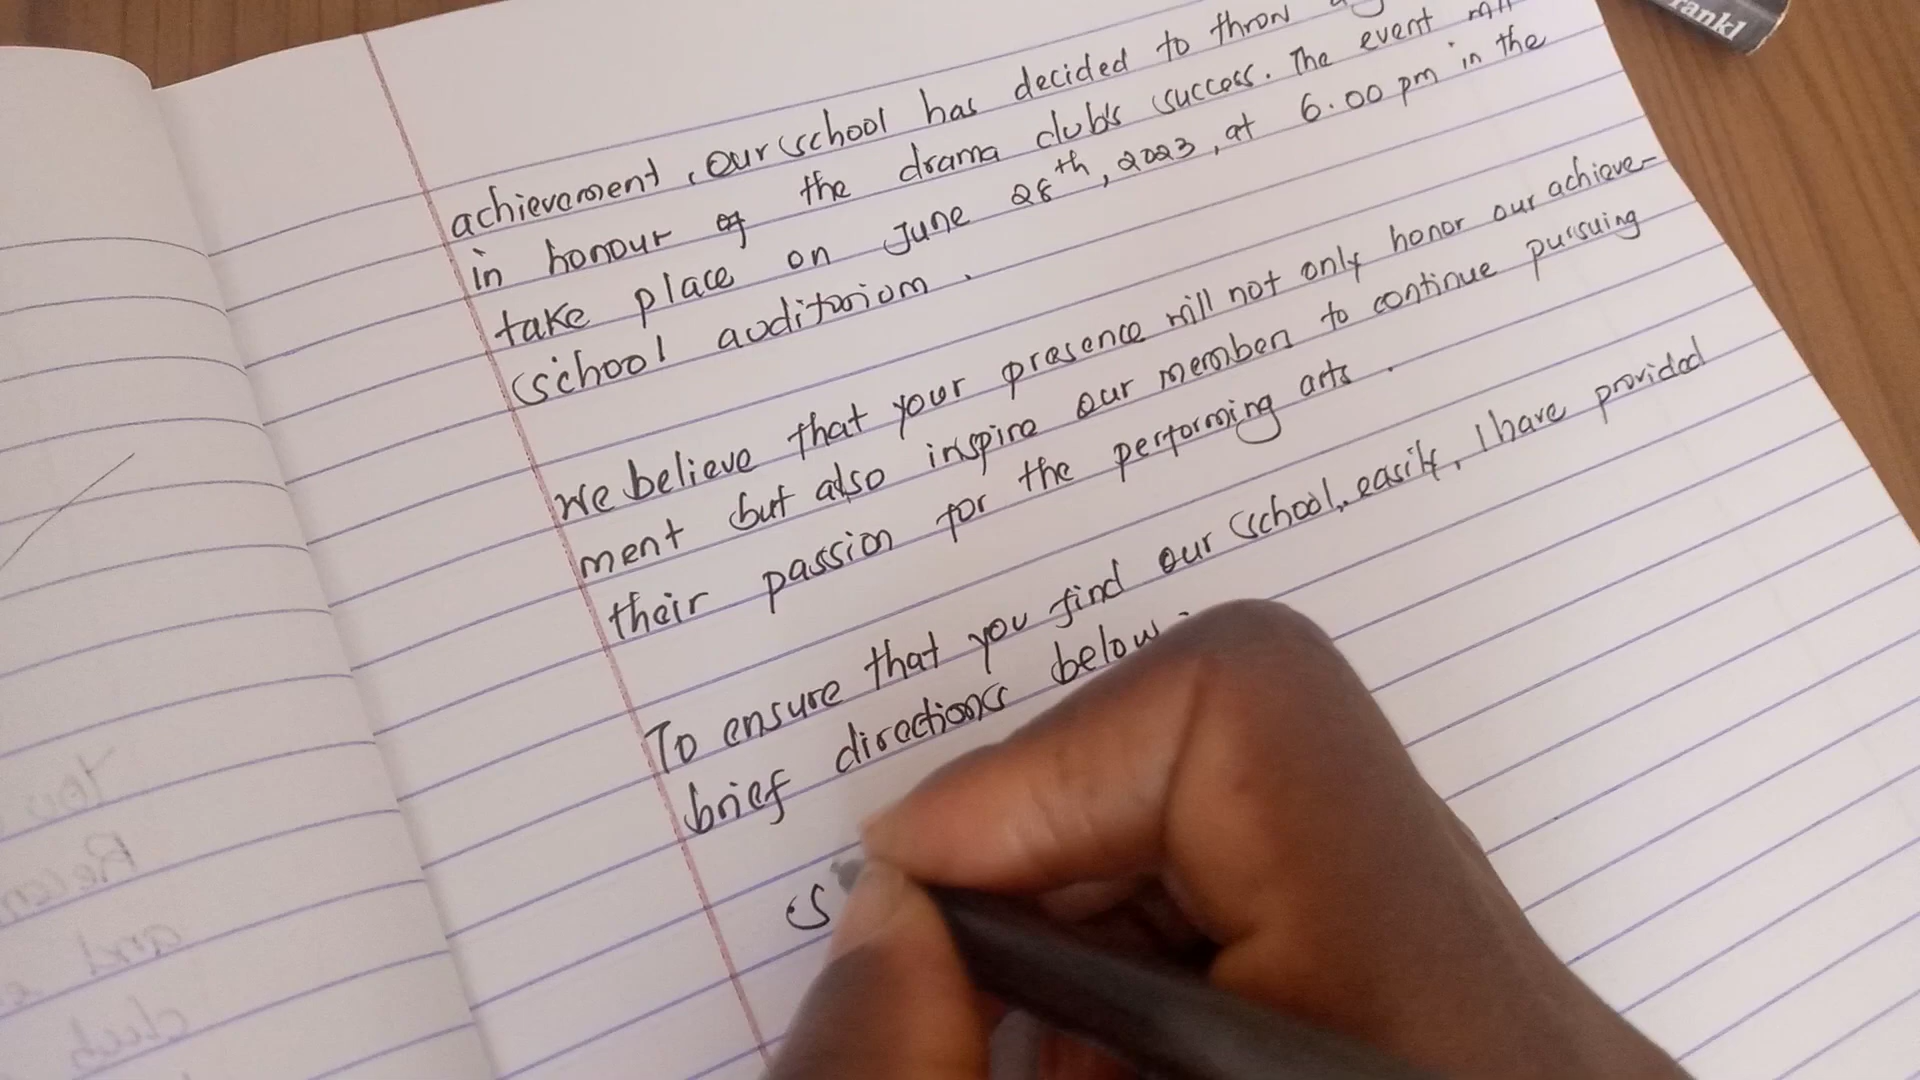 achievement, our school has decided to throw
in honour of the drama club's success. The event will
take place on June 28th, 2023, at 6.00 pm in the
school auditorium.
We believe that your presence will not only honor our achieve-
ment but also inspire our members to continue pursuing
their passion for the performing arts.
To ensure that you find our school, easily, I have provided
brief directions below:
S
rankl